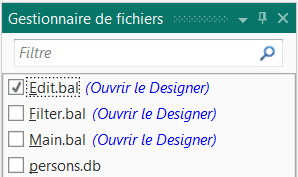 Gestionnaire de fichiers
Filtre
Edit.bal (Ouvrir le Designer)
Filter.bal (Ouvrir le Designer)
Main.bal (Ouvrir le Designer)
persons.db